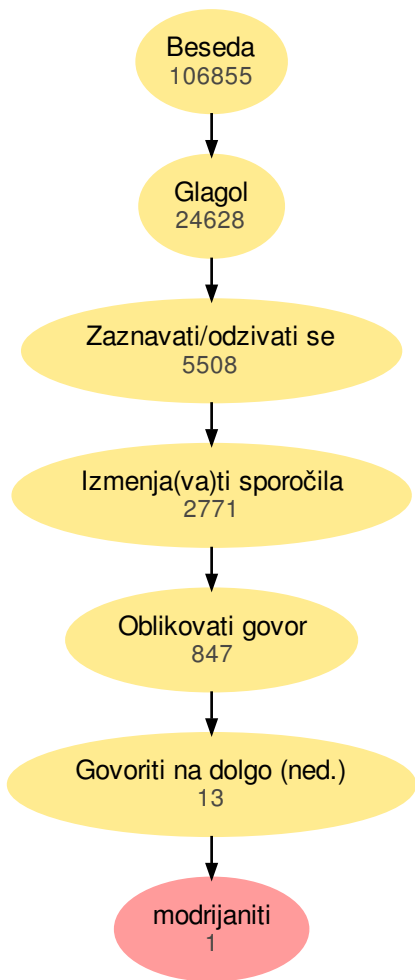 Beseda
106855
Glagol
24628
Zaznavati/odzivati se
5508
Izmenja(va)ti sporočila
2771
Oblikovati govor
847
Govoriti na dolgo (ned.)
13
modrijaniti
1